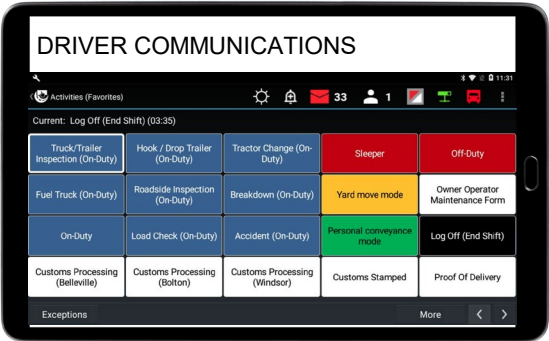 DRIVER COMMUNICATIONS
11:31
Activities (Favorites)
33
1
Current: Log Off (End Shift) (03:35)
Truck/Trailer
Inspection (On-Duty)
Hook / Drop Trailer
(On-Duty)
Tractor Change (On-
Duty)
Sleeper
Off-Duty
Fuel Truck (On-Duty)
Roadside Inspection
(On-Duty)
Breakdown (On-Duty)
Yard move mode
Owner Operator
Maintenance Form
On-Duty
Load Check (On-Duty)
Accident (On-Duty)
Personal conveyance
mode
Log Off (End Shift)
Customs Processing
(Belleville)
Customs Processing
(Bolton)
Customs Processing
(Windsor)
Customs Stamped
Proof Of Delivery
Exceptions
More